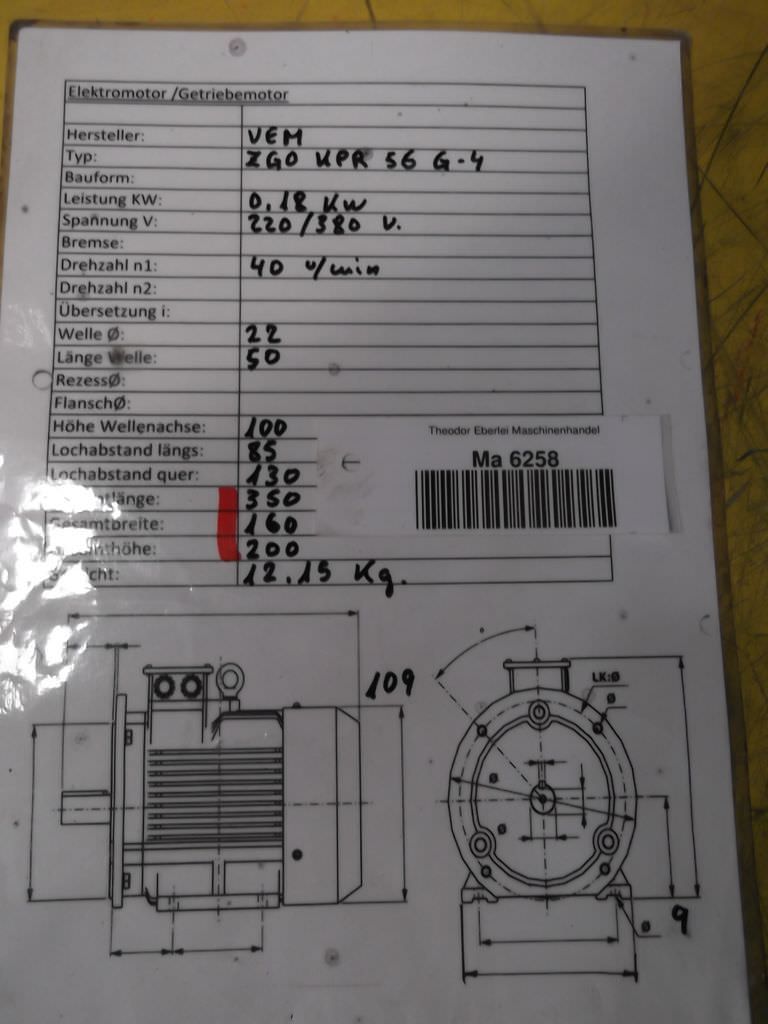 Elektromotor /Getriebemotor
Hersteller: VEM
Typ: ZGO KPR 56 G-4
Bauform:
Leistung KW: 0.18 KW
Spannung V: 220/380 V.
Bremse:
Drehzahl n1: 40 u/min
Drehzahl n2:
Übersetzung i:
Welle Ø: 22
Länge Welle: 50
RezessØ:
FlanschØ:
Höhe Wellenachse: 100
Lochabstand längs: 85
Lochabstand quer: 130
350
Gesamtbreite: 160
200
12.15 Kg.
Theodor Eberlei Maschinenhandel
Ma 6258
109
LK:Ø
Ø
Ø
Ø
Ø 9